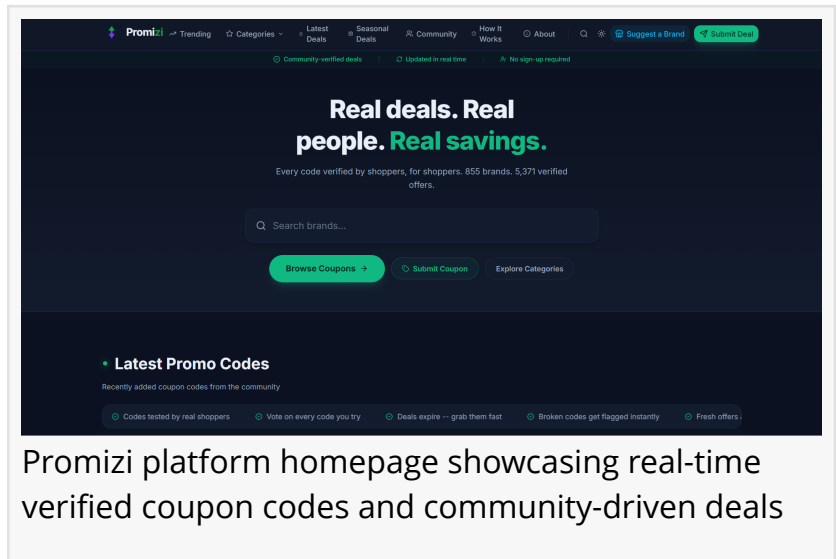 Promizi
Trending
Categories
Latest Deals
Seasonal Deals
Community
How It Works
About
Suggest a Brand
Submit Deal
Community-verified deals
Updated in real time
No sign-up required
Real deals. Real
people. Real savings.
Every code verified by shoppers, for shoppers. 855 brands. 5,371 verified
offers.
Search brands...
Browse Coupons →
Submit Coupon
Explore Categories
Latest Promo Codes
Recently added coupon codes from the community
Codes tested by real shoppers
Vote on every code you try
Deals expire -- grab them fast
Broken codes get flagged instantly
Fresh offers
Promizi platform homepage showcasing real-time
verified coupon codes and community-driven deals